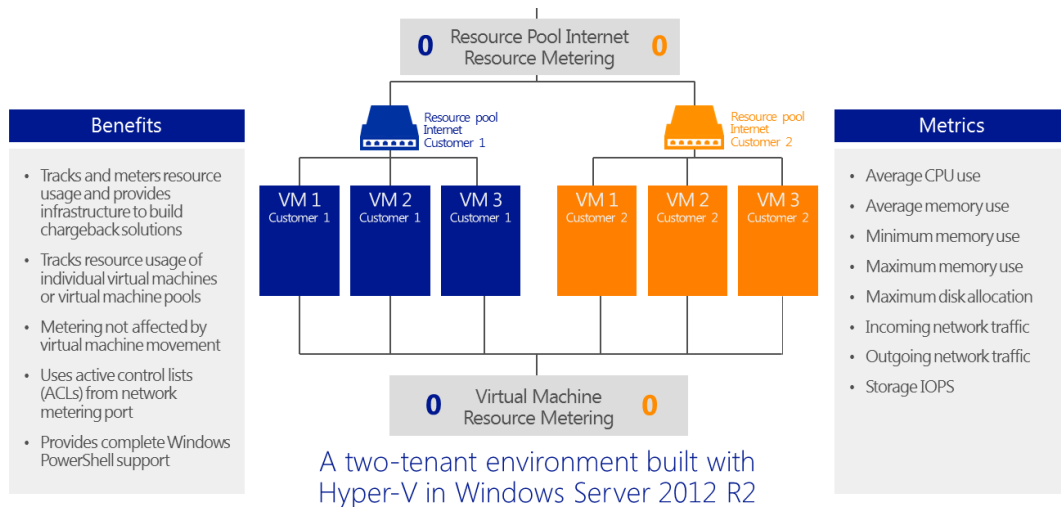 0 Resource Pool Internet 0
Resource Metering
Benefits
Tracks and meters resource
usage and provides
infrastructure to build
chargeback solutions
Tracks resource usage of
individual virtual machines
or virtual machine pools
Metering not affected by
virtual machine movement
Uses active control lists
(ACLs) from network
metering port
Provides complete Windows
PowerShell support
Resource pool
Internet
Customer 1
Resource pool
Internet
Customer 2
VM 1
Customer 1
VM 2
Customer 1
VM 3
Customer 1
VM 1
Customer 2
VM 2
Customer 2
VM 3
Customer 2
0 Virtual Machine 0
Resource Metering
A two-tenant environment built with
Hyper-V in Windows Server 2012 R2
Metrics
Average CPU use
Average memory use
Minimum memory use
Maximum memory use
Maximum disk allocation
Incoming network traffic
Outgoing network traffic
Storage IOPS